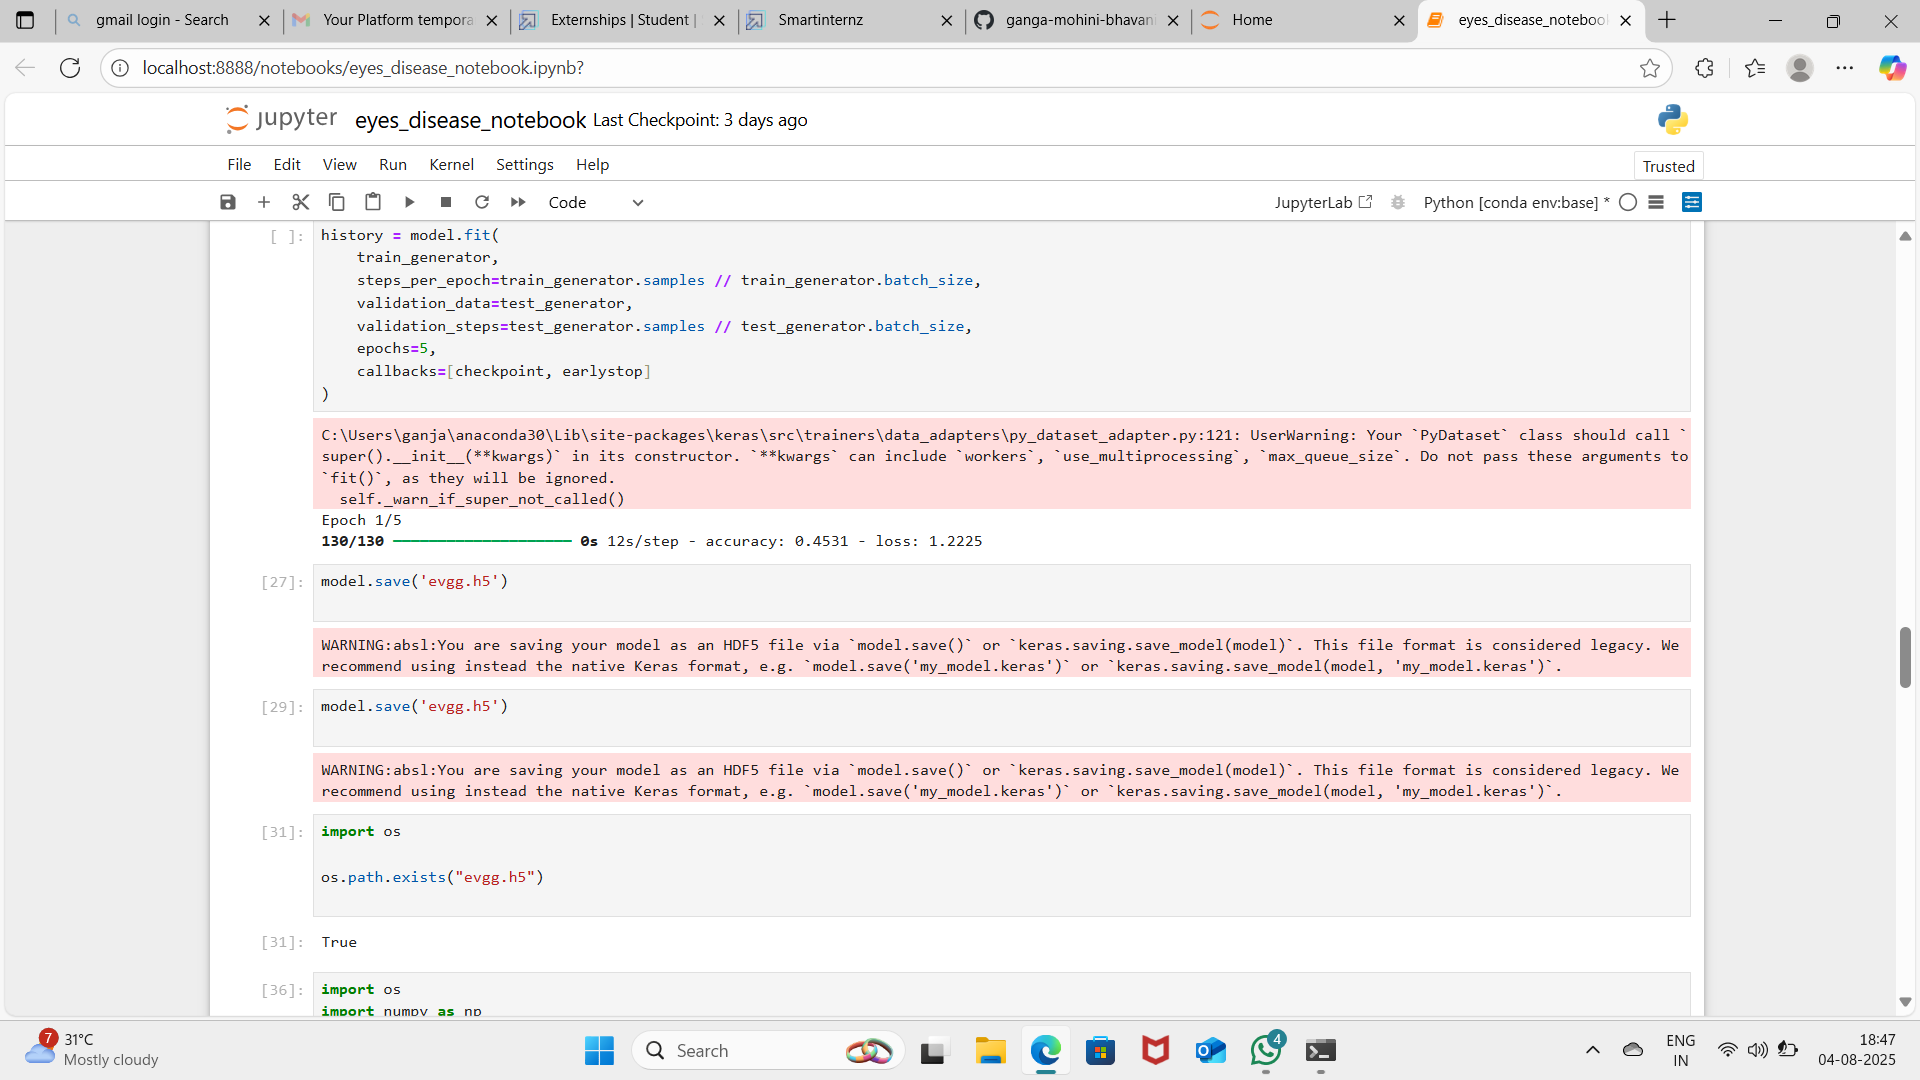 gmail login - Search
Your Platform tempora
Externships | Student |
Smartinternz
ganga-mohini-bhavani
Home
eyes_disease_notebook
localhost:8888/notebooks/eyes_disease_notebook.ipynb?
jupyter eyes_disease_notebook Last Checkpoint: 3 days ago
File Edit View Run Kernel Settings Help
Trusted
Code
JupyterLab
Python [conda env:base] *
[ ]: history = model.fit(
train_generator,
steps_per_epoch=train_generator.samples // train_generator.batch_size,
validation_data=test_generator,
validation_steps=test_generator.samples // test_generator.batch_size,
epochs=5,
callbacks=[checkpoint, earlystop]
)
C:\Users\ganja\anaconda30\Lib\site-packages\keras\src\trainers\data_adapters\py_dataset_adapter.py:121: UserWarning: Your `PyDataset` class should call `
super().__init__(**kwargs)` in its constructor. `**kwargs` can include `workers`, `use_multiprocessing`, `max_queue_size`. Do not pass these arguments to
`fit()`, as they will be ignored.
self._warn_if_super_not_called()
Epoch 1/5
130/130 ━━━━━━━━━━━━━━━━━━━━ 0s 12s/step - accuracy: 0.4531 - loss: 1.2225
[27]: model.save('evgg.h5')
WARNING:absl:You are saving your model as an HDF5 file via `model.save()` or `keras.saving.save_model(model)`. This file format is considered legacy. We
recommend using instead the native Keras format, e.g. `model.save('my_model.keras')` or `keras.saving.save_model(model, 'my_model.keras')`.
[29]: model.save('evgg.h5')
WARNING:absl:You are saving your model as an HDF5 file via `model.save()` or `keras.saving.save_model(model)`. This file format is considered legacy. We
recommend using instead the native Keras format, e.g. `model.save('my_model.keras')` or `keras.saving.save_model(model, 'my_model.keras')`.
[31]: import os
os.path.exists("evgg.h5")
[31]: True
[36]: import os
import numpy as np
7
31°C
Mostly cloudy
Search
4
ENG
IN
18:47
04-08-2025